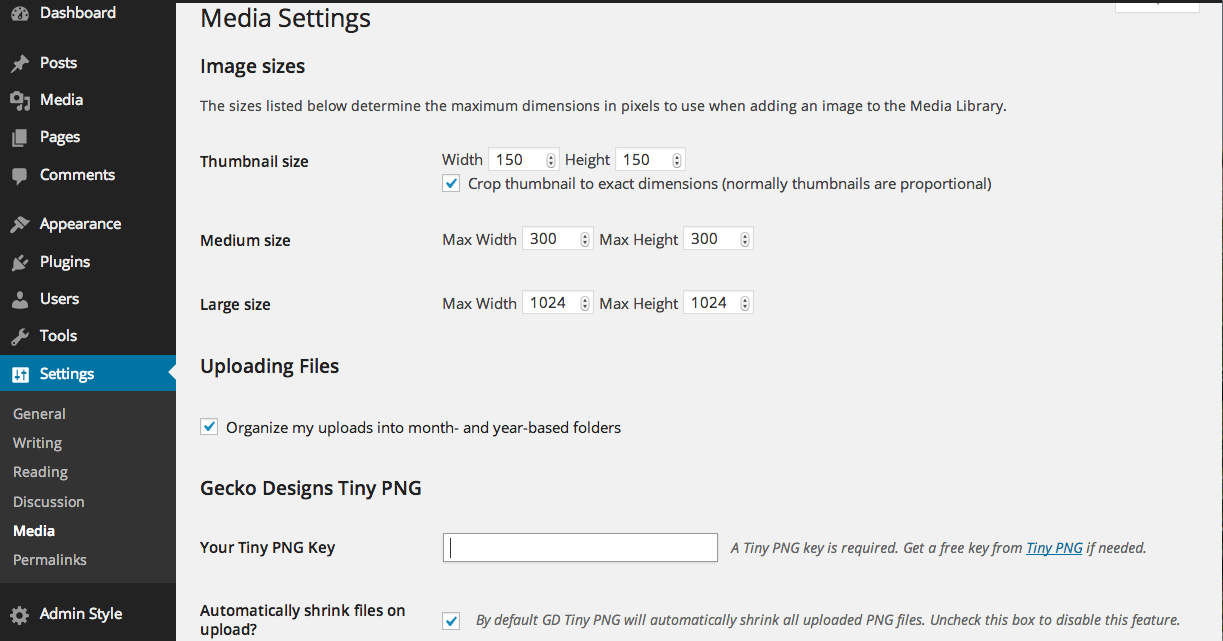 Dashboard
Posts
Media
Pages
Comments
Appearance
Plugins
Users
Tools
Settings
General
Writing
Reading
Discussion
Media
Permalinks
Admin Style
Media Settings
Image sizes
The sizes listed below determine the maximum dimensions in pixels to use when adding an image to the Media Library.
Thumbnail size
Width 150 Height 150
Crop thumbnail to exact dimensions (normally thumbnails are proportional)
Medium size
Max Width 300 Max Height 300
Large size
Max Width 1024 Max Height 1024
Uploading Files
Organize my uploads into month- and year-based folders
Gecko Designs Tiny PNG
Your Tiny PNG Key
A Tiny PNG key is required. Get a free key from Tiny PNG if needed.
Automatically shrink files on
upload?
By default GD Tiny PNG will automatically shrink all uploaded PNG files. Uncheck this box to disable this feature.